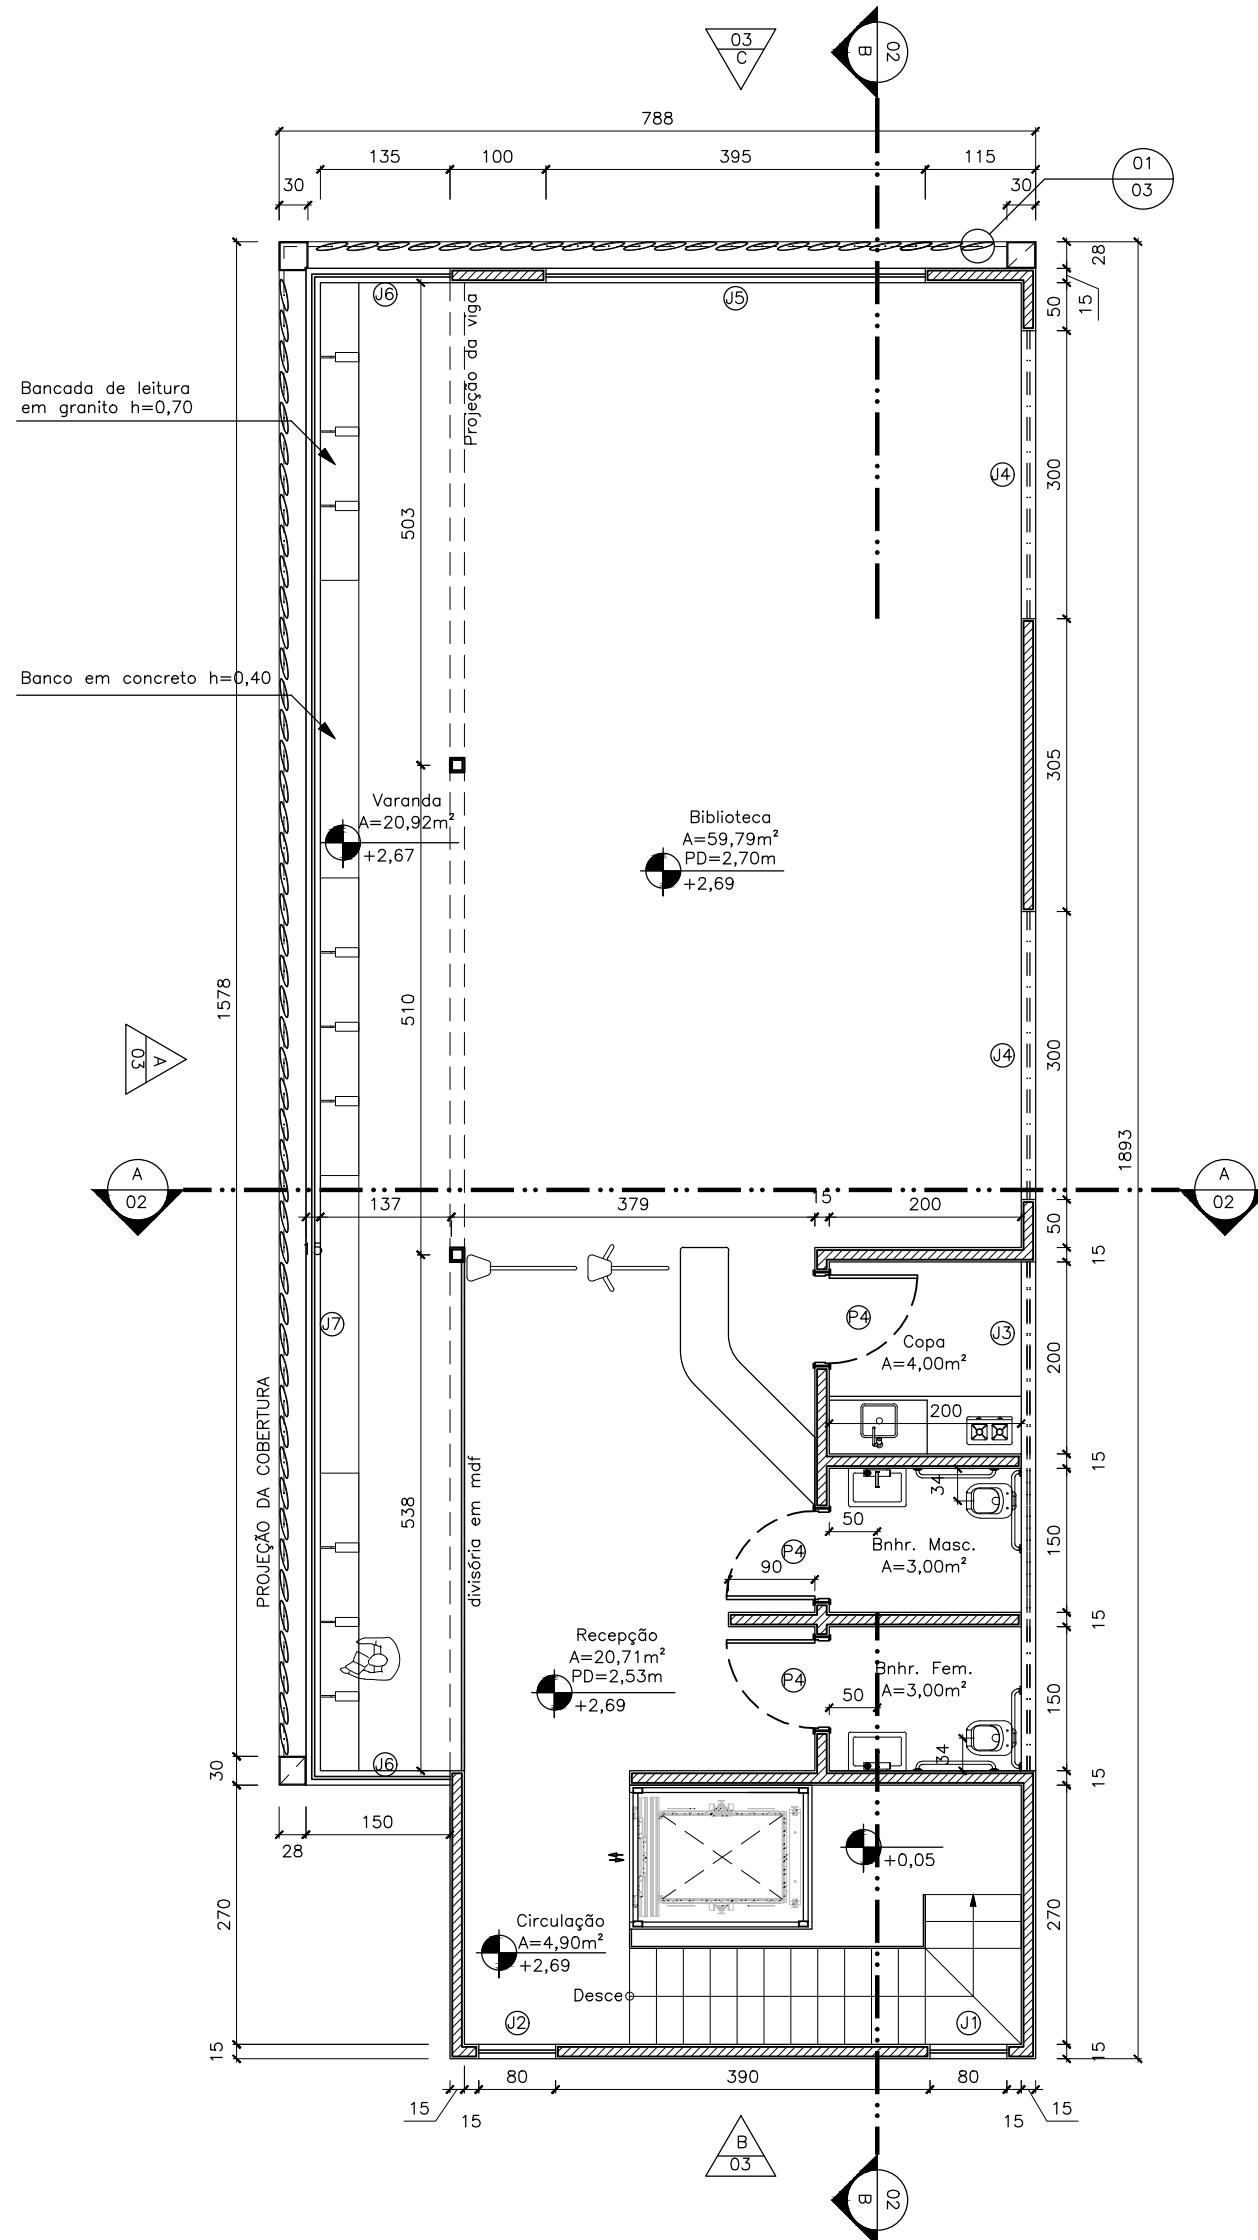 03
C
B
02
788
135
100
395
115
30
30
01
03
28
15
50
J6
J5
Projeção da viga
Bancada de leitura
em granito h=0,70
503
J4
300
Banco em concreto h=0,40
305
Varanda
A=20,92m²
+2,67
Biblioteca
A=59,79m²
PD=2,70m
+2,69
1578
510
A
03
J4
300
1893
A
02
A
02
137
379
15
200
50
15
15
J7
P4
Copa
A=4,00m²
J3
200
200
PROJEÇÃO DA COBERTURA
538
divisória em mdf
15
34
50
Bnhr. Masc.
A=3,00m²
150
P4
90
15
Recepção
A=20,71m²
PD=2,53m
+2,69
P4
Bnhr. Fem.
A=3,00m²
50
34
150
30
J6
15
150
28
+0,05
270
Circulação
A=4,90m²
+2,69
270
Desce
J2
J1
15
15
80
390
80
15
15
15
15
B
03
B
02